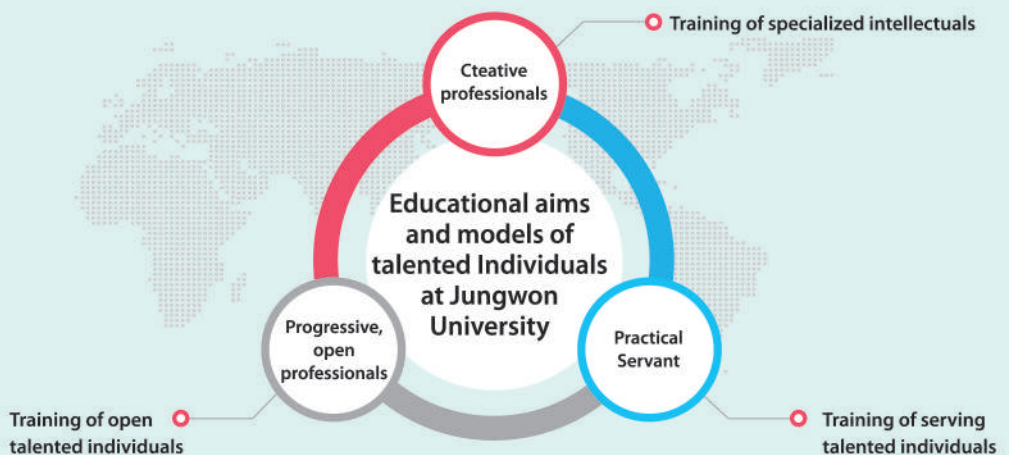 Training of specialized intellectuals
Cteative
professionals
Educational aims
and models of
talented Individuals
at Jungwon
University
Progressive,
open
professionals
Practical
Servant
Training of open
talented individuals
Training of serving
talented individuals